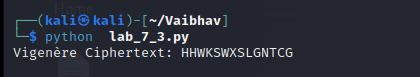 ┌──(kali㉿kali)-[~/Vaibhav]
└─$ python  lab_7_3.py
Vigenère Ciphertext: HHWKSWXSLGNTCG